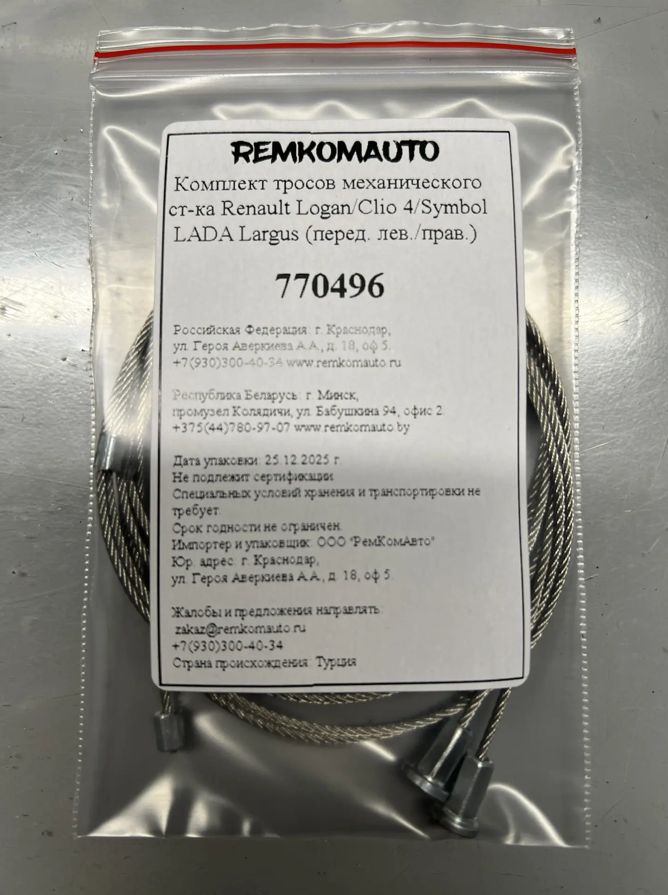 REMKOMAUTO
Комплект тросов механического
ст-ка Renault Logan/Clio 4/Symbol
LADA Largus (перед. лев./прав.)
770496
Российская Федерация: г. Краснодар,
ул. Героя Аверкиева А.А., д. 18, оф 5.
+7(930)300-40-34 www.remkomauto.ru
Республика Беларусь: г. Минск,
промузел Колядичи, ул. Бабушкина 94, офис 2
+375(44)780-97-07 www.remkomauto.by
Дата упаковки: 25.12.2025 г.
Не подлежит сертификации
Специальных условий хранения и транспортировки не
требует.
Срок годности не ограничен.
Импортер и упаковщик: ООО "РемКомАвто"
Юр. адрес: г. Краснодар,
ул. Героя Аверкиева А.А., д. 18, оф 5.
Жалобы и предложения направлять:
zakaz@remkomauto.ru
+7(930)300-40-34
Страна происхождения: Турция